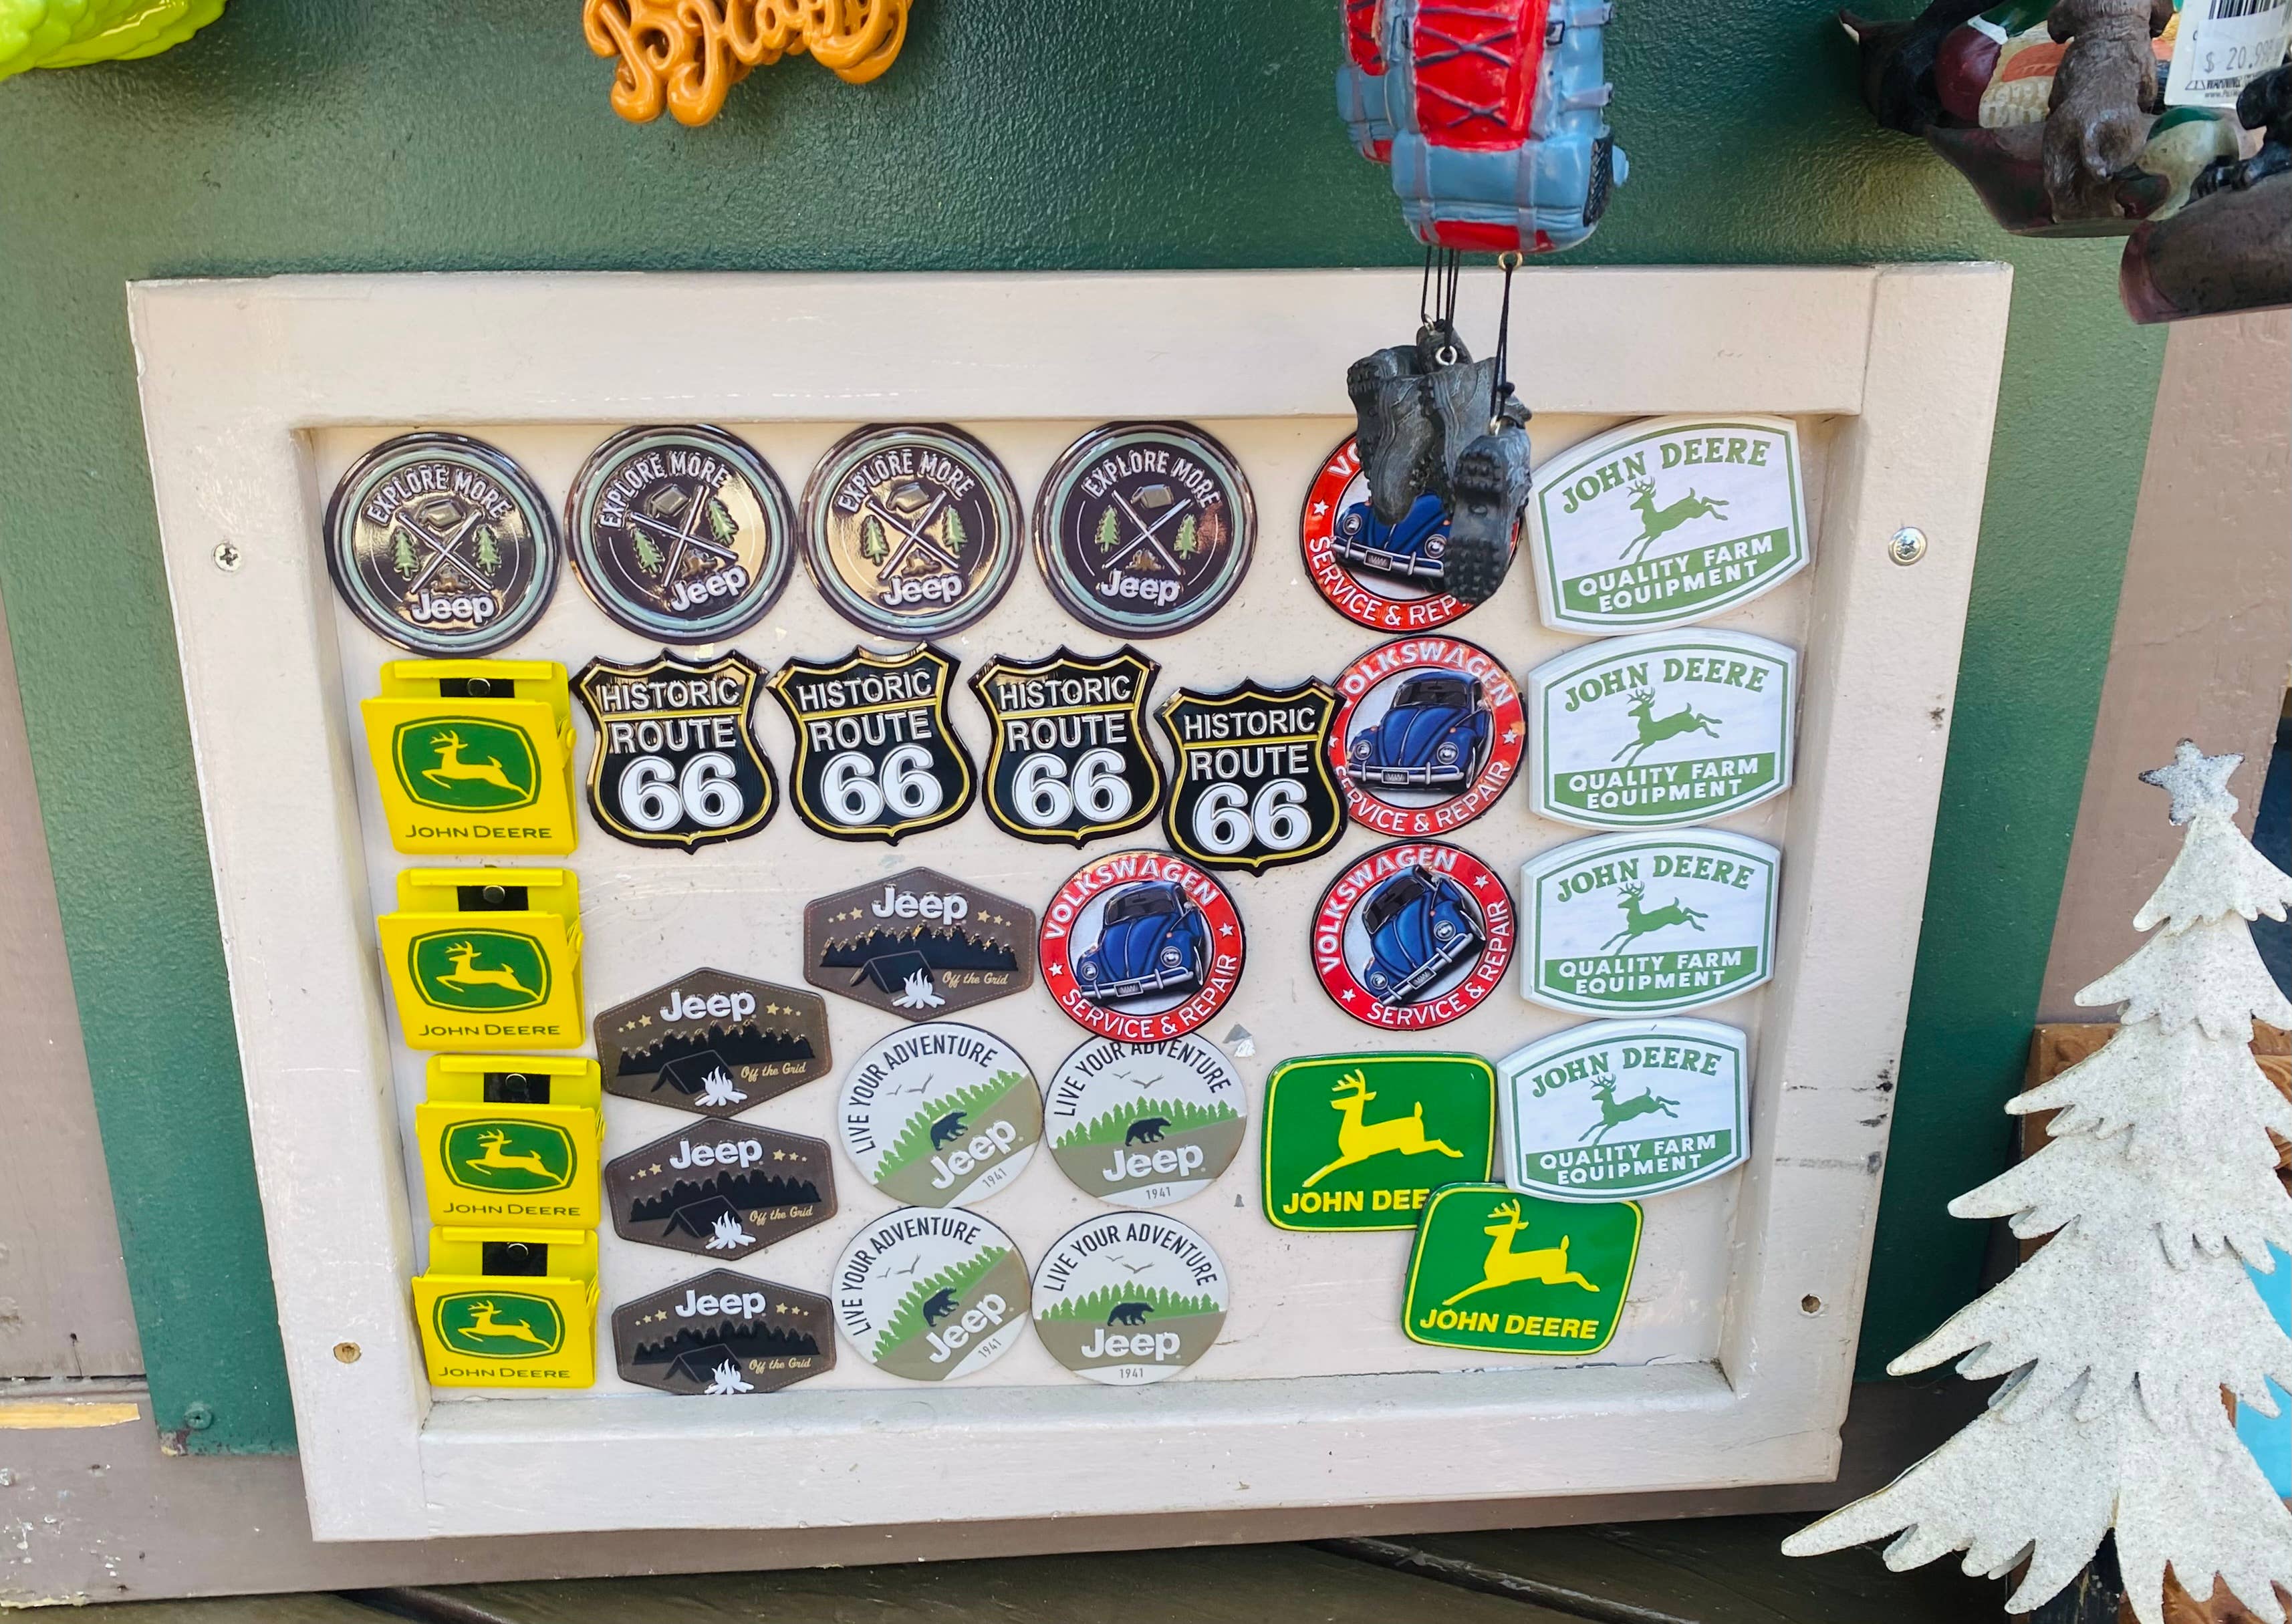 B Happy
$ 20.99
WARNING
EXPLORE MORE
Jeep
EXPLORE MORE
Jeep
EXPLORE MORE
Jeep
EXPLORE MORE
Jeep
SERVICE & REP
JOHN DEERE
QUALITY FARM
EQUIPMENT
JOHN DEERE
HISTORIC
ROUTE
66
HISTORIC
ROUTE
66
HISTORIC
ROUTE
66
HISTORIC
ROUTE
66
VOLKSWAGEN
SERVICE & REPAIR
JOHN DEERE
QUALITY FARM
EQUIPMENT
JOHN DEERE
Jeep
Off the Grid
VOLKSWAGEN
SERVICE & REPAIR
VOLKSWAGEN
SERVICE & REPAIR
JOHN DEERE
QUALITY FARM
EQUIPMENT
JOHN DEERE
Jeep
Off the Grid
LIVE YOUR ADVENTURE
Jeep
1941
LIVE YOUR ADVENTURE
Jeep
1941
JOHN DEE
JOHN DEERE
QUALITY FARM
EQUIPMENT
Jeep
Off the Grid
JOHN DEERE
Jeep
Off the Grid
LIVE YOUR ADVENTURE
Jeep
1941
LIVE YOUR ADVENTURE
Jeep
1941
JOHN DEERE